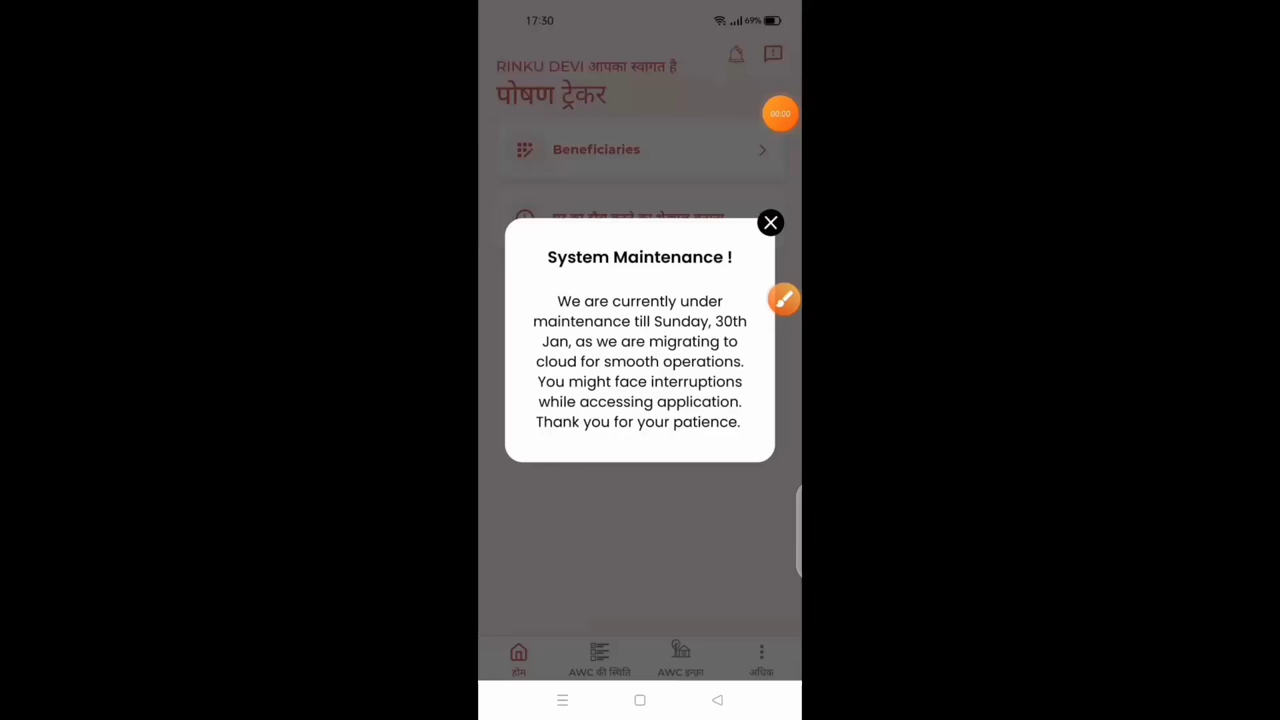 17:30
69%
RINKU DEVI आपका स्वागत है
पोषण ट्रेकर
00:00
Beneficiaries
System Maintenance !
We are currently under
maintenance till Sunday, 30th
Jan, as we are migrating to
cloud for smooth operations.
You might face interruptions
while accessing application.
Thank you for your patience.
होम
AWC की स्थिति
AWC इन्फ्रा
अधिक